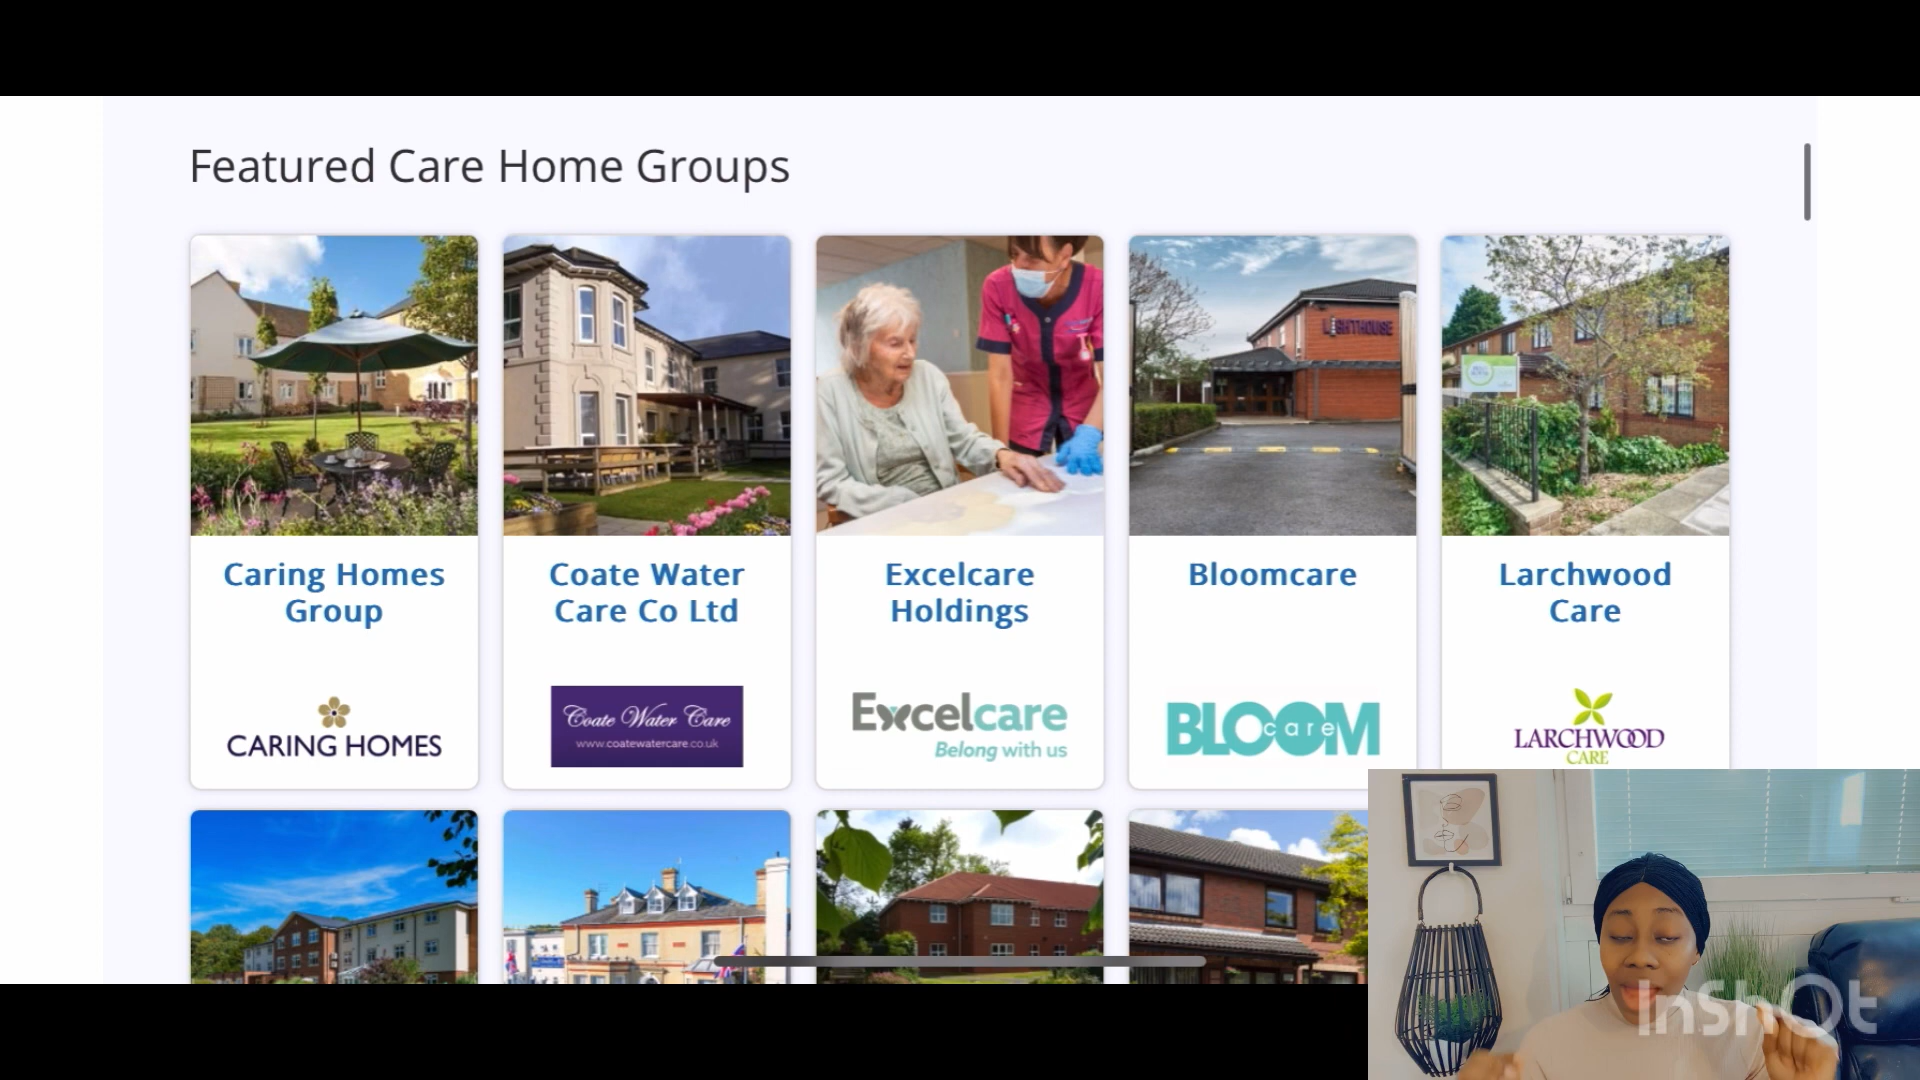 Featured Care Home Groups
LIGHTHOUSE
Caring Homes
Group
Coate Water
Care Co Ltd
Excelcare
Holdings
Bloomcare
Larchwood
Care
CARING HOMES
Coate Water Care
www.coatewatercare.co.uk
Excelcare
Belong with us
BLOOM
care
LARCHWOOD
CARE
InShOt